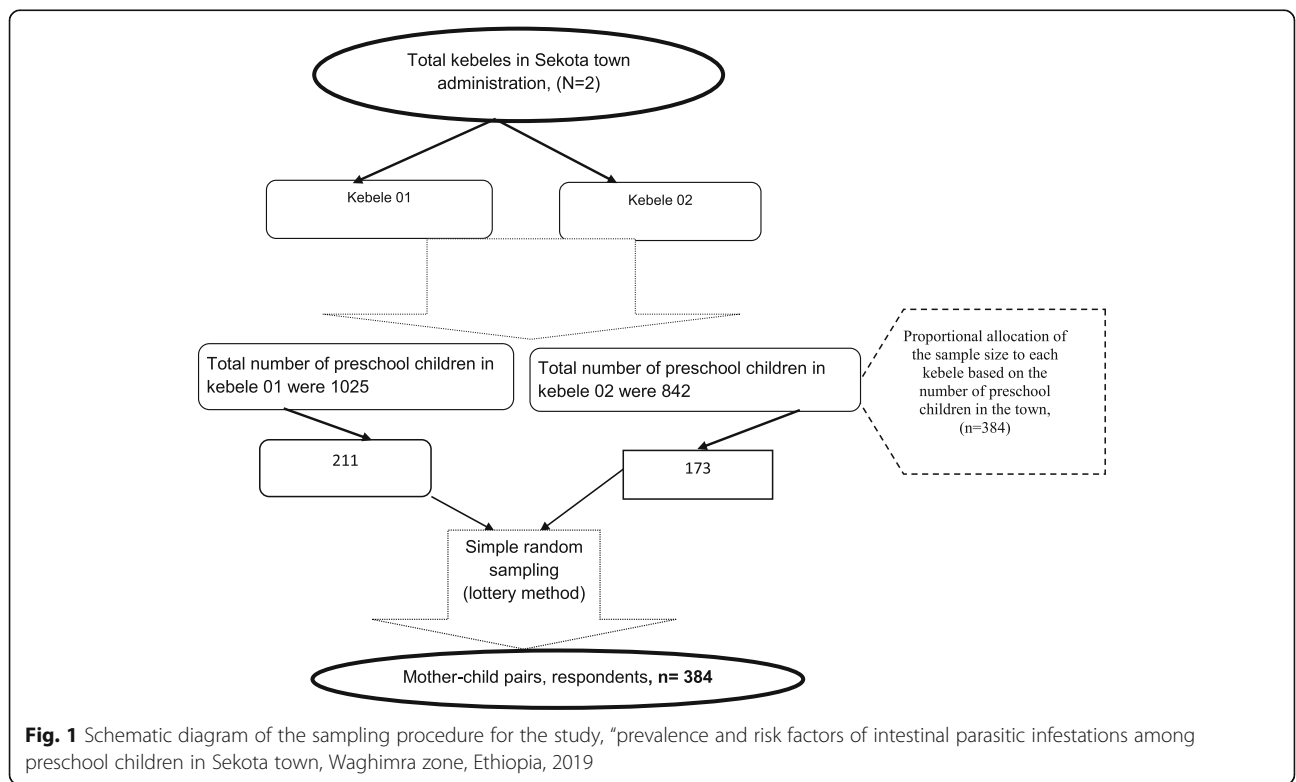 Total kebeles in Sekota town
administration, (N=2)
Kebele 01
Kebele 02
Total number of preschool children in
kebele 01 were 1025
Total number of preschool children in
kebele 02 were 842
Proportional allocation of
the sample size to each
kebele based on the
number of preschool
children in the town,
(n=384)
211
173
Simple random
sampling
(lottery method)
Mother-child pairs, respondents, n= 384
Fig. 1 Schematic diagram of the sampling procedure for the study, “prevalence and risk factors of intestinal parasitic infestations among
preschool children in Sekota town, Waghimra zone, Ethiopia, 2019